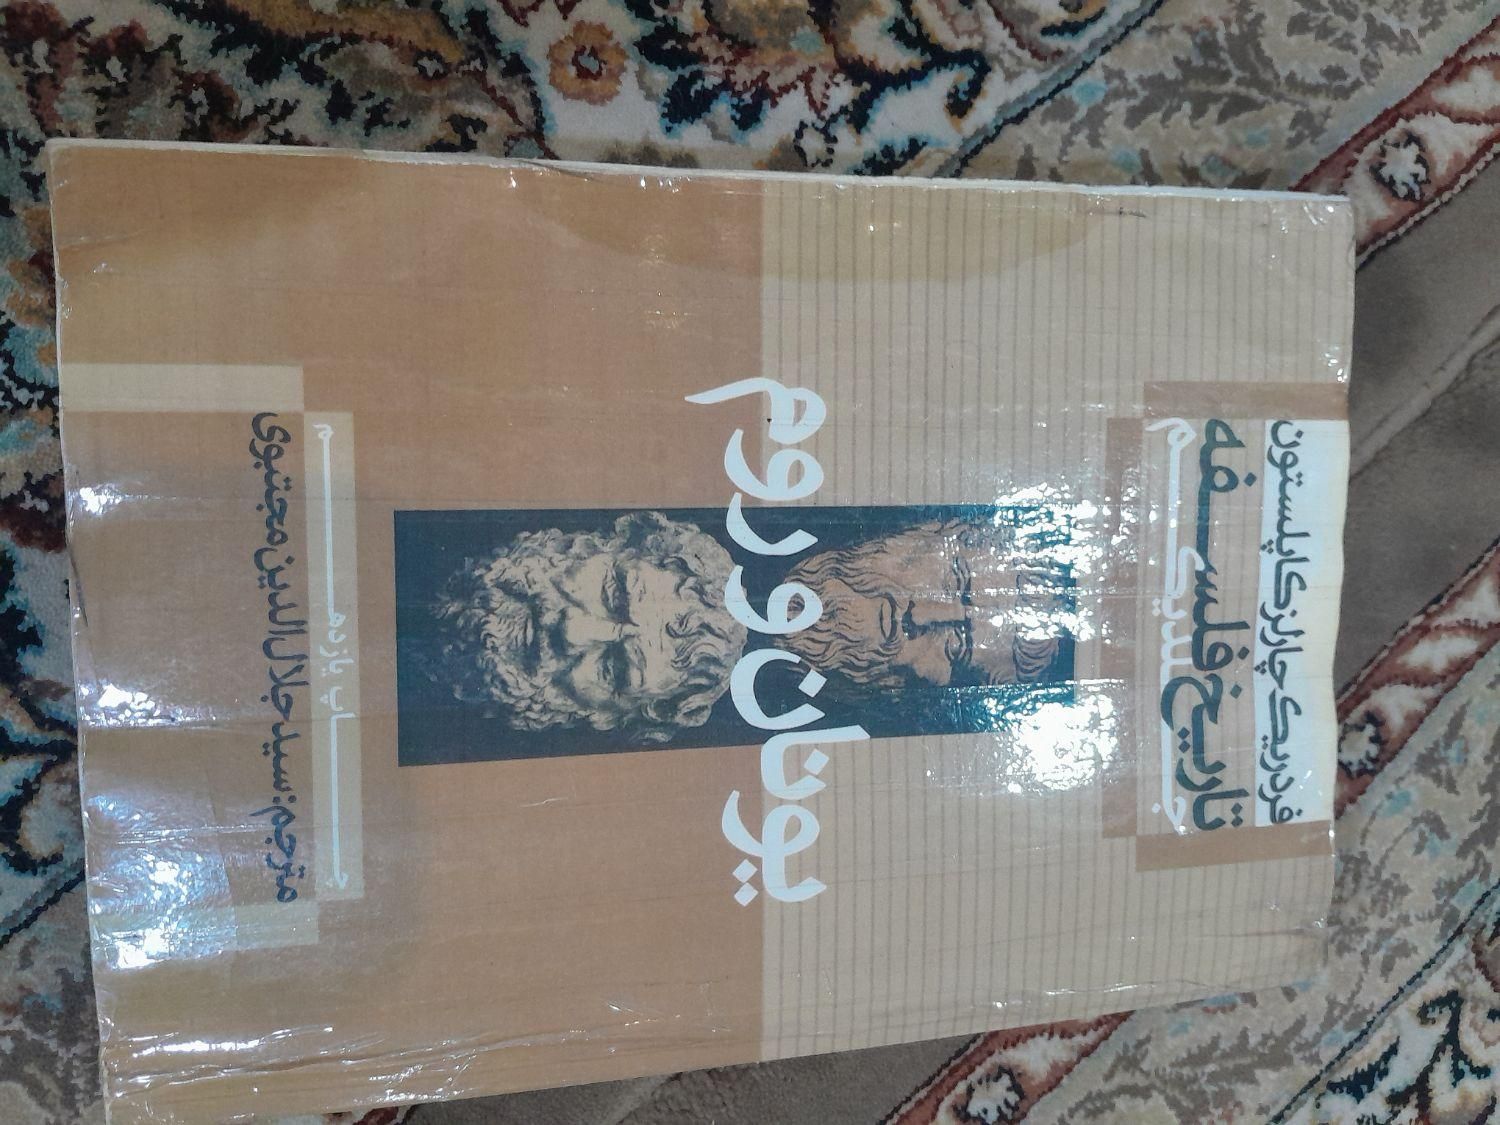 فردریک چارلز کاپلستون
تاریخ فلسفه
جلد یکم
یونان و روم
چاپ یازدهم
مترجم: سید جلال‌الدین مجتبوی